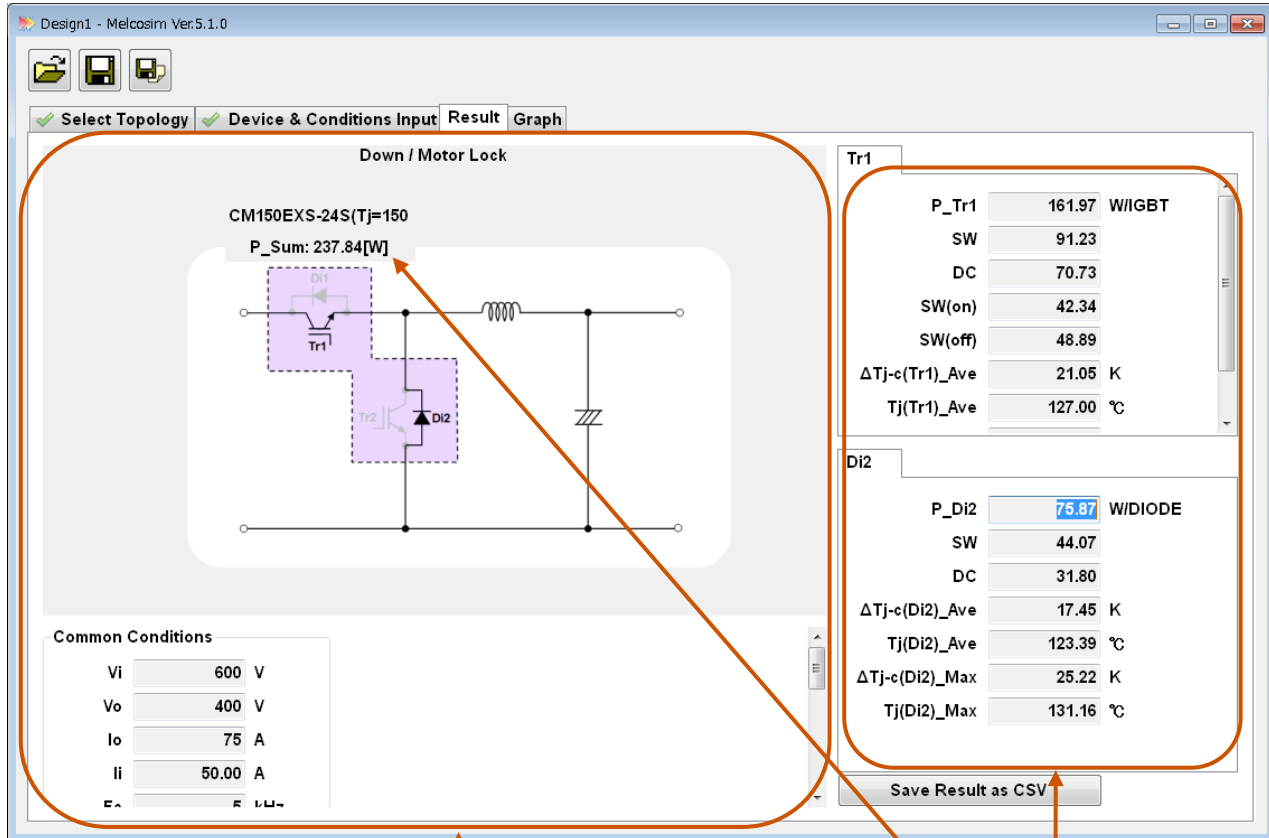 Design1 - Melcosim Ver.5.1.0
Select Topology Device & Conditions Input Result Graph
Down / Motor Lock
CM150EXS-24S(Tj=150
P_Sum: 237.84[W]
Di1
Tr1
Tr2 Di2
Common Conditions
Vi 600 V
Vo 400 V
Io 75 A
Ii 50.00 A
5 kHz
Tr1
P_Tr1 161.97 W/IGBT
SW 91.23
DC 70.73
SW(on) 42.34
SW(off) 48.89
ΔTj-c(Tr1)_Ave 21.05 K
Tj(Tr1)_Ave 127.00 ℃
Di2
P_Di2 75.87 W/DIODE
SW 44.07
DC 31.80
ΔTj-c(Di2)_Ave 17.45 K
Tj(Di2)_Ave 123.39 ℃
ΔTj-c(Di2)_Max 25.22 K
Tj(Di2)_Max 131.16 ℃
Save Result as CSV